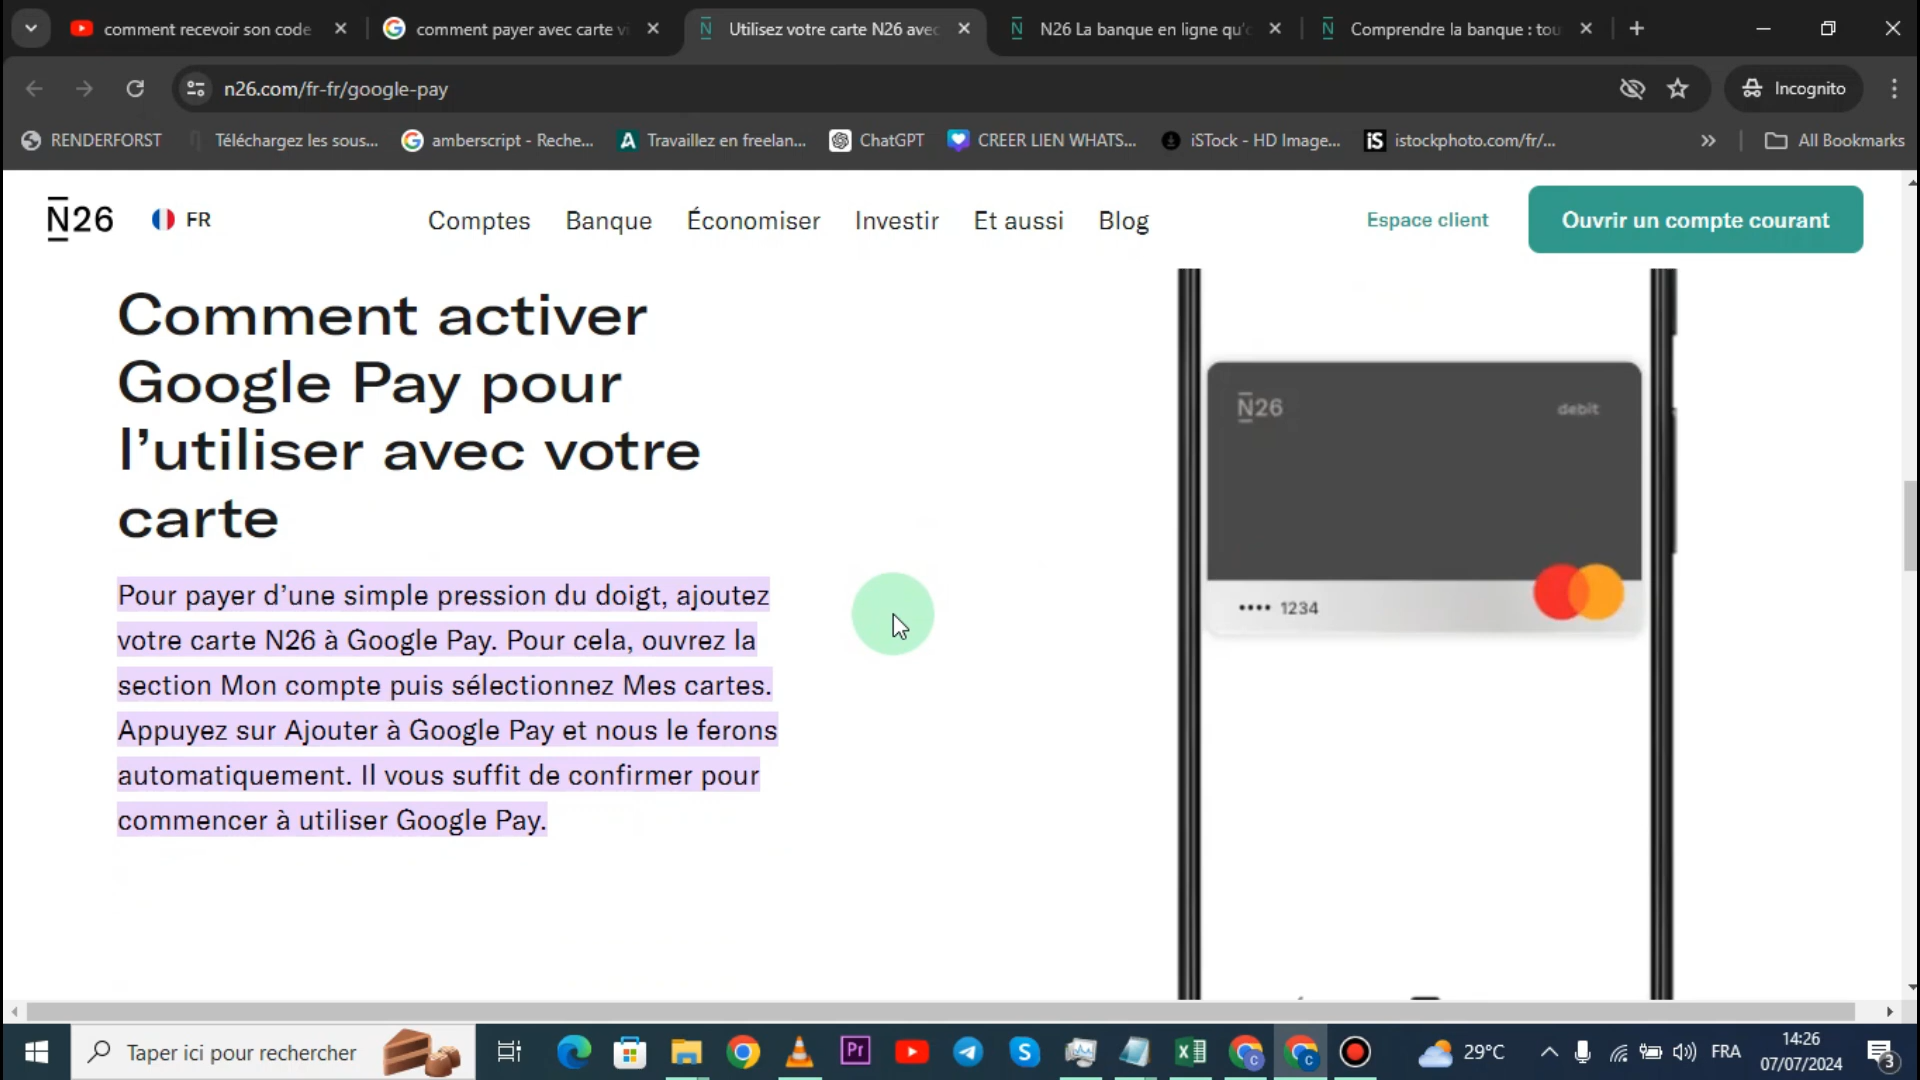 comment recevoir son code
comment payer avec carte vi
Utilisez votre carte N26 avec
N26 La banque en ligne qu'o
Comprendre la banque : tou
n26.com/fr-fr/google-pay
Incognito
RENDERFORST
Téléchargez les sous...
amberscript - Reche...
Travaillez en freelan...
ChatGPT
CREER LIEN WHATS...
iSTock - HD Image...
iS
istockphoto.com/fr/...
All Bookmarks
N26
FR
Comptes
Banque
Économiser
Investir
Et aussi
Blog
Espace client
Ouvrir un compte courant
Comment activer
Google Pay pour
l’utiliser avec votre
carte
Pour payer d’une simple pression du doigt, ajoutez
votre carte N26 à Google Pay. Pour cela, ouvrez la
section Mon compte puis sélectionnez Mes cartes.
Appuyez sur Ajouter à Google Pay et nous le ferons
automatiquement. Il vous suffit de confirmer pour
commencer à utiliser Google Pay.
N26
debit
•••• 1234
Taper ici pour rechercher
Pr
29°C
FRA
14:26
07/07/2024
3